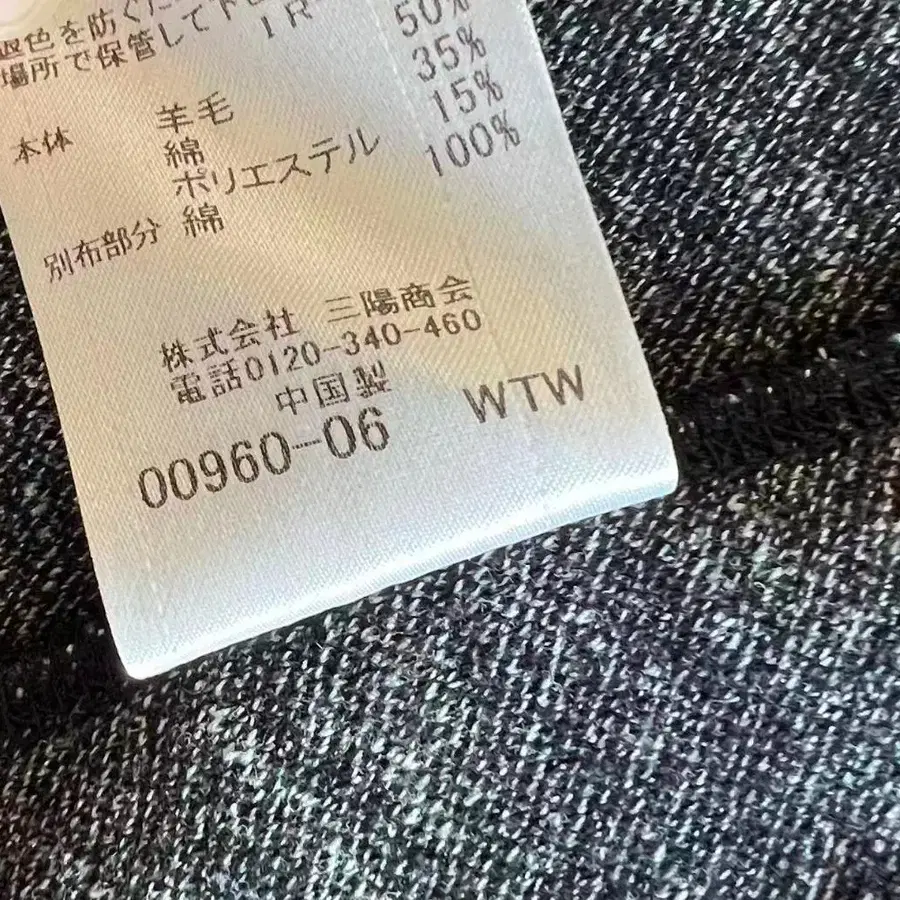 退色を防ぐた
場所で保管して下
本体 羊毛 50%
綿 35%
ポリエステル 15%
別布部分 綿 100%
株式会社 三陽商会
電話0120-340-460
中国製
00960-06 WTW